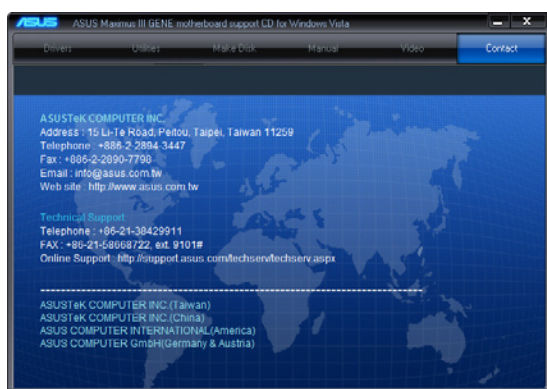 ASUS ASUS Maximus III GENE motherboard support CD for Windows Vista
Drivers Utilities Make Disk Manual Video Contact
ASUSTeK COMPUTER INC.
Address : 15 Li-Te Road, Peitou, Taipei, Taiwan 11259
Telephone : +886-2-2894-3447
Fax : +886-2-2890-7798
Email : info@asus.com.tw
Web site : http://www.asus.com.tw
Technical Support
Telephone : +86-21-38429911
FAX : +86-21-58668722, ext. 9101#
Online Support : http://support.asus.com/techserv/techserv.aspx
ASUSTeK COMPUTER INC.(Taiwan)
ASUSTeK COMPUTER INC.(China)
ASUS COMPUTER INTERNATIONAL(America)
ASUS COMPUTER GmbH(Germany & Austria)